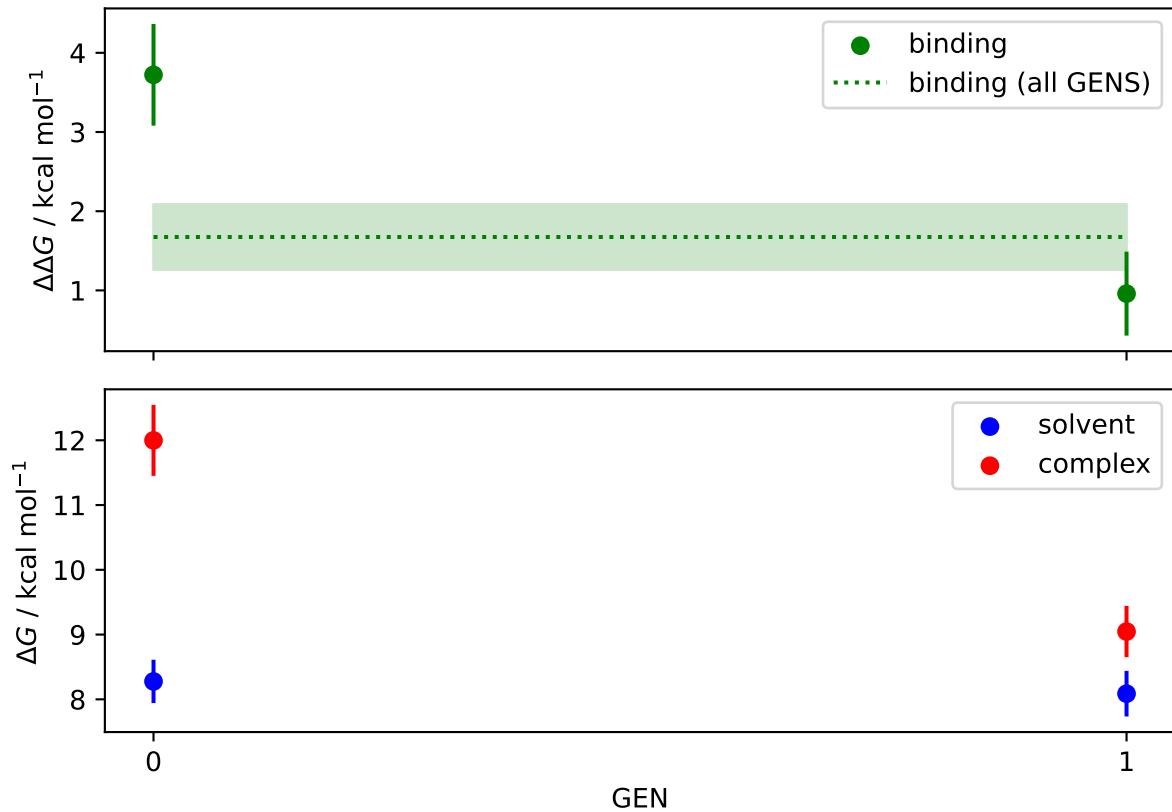 4
3
2
1
ΔΔG / kcal mol⁻¹
binding
binding (all GENS)
12
11
10
9
8
ΔG / kcal mol⁻¹
solvent
complex
0
1
GEN